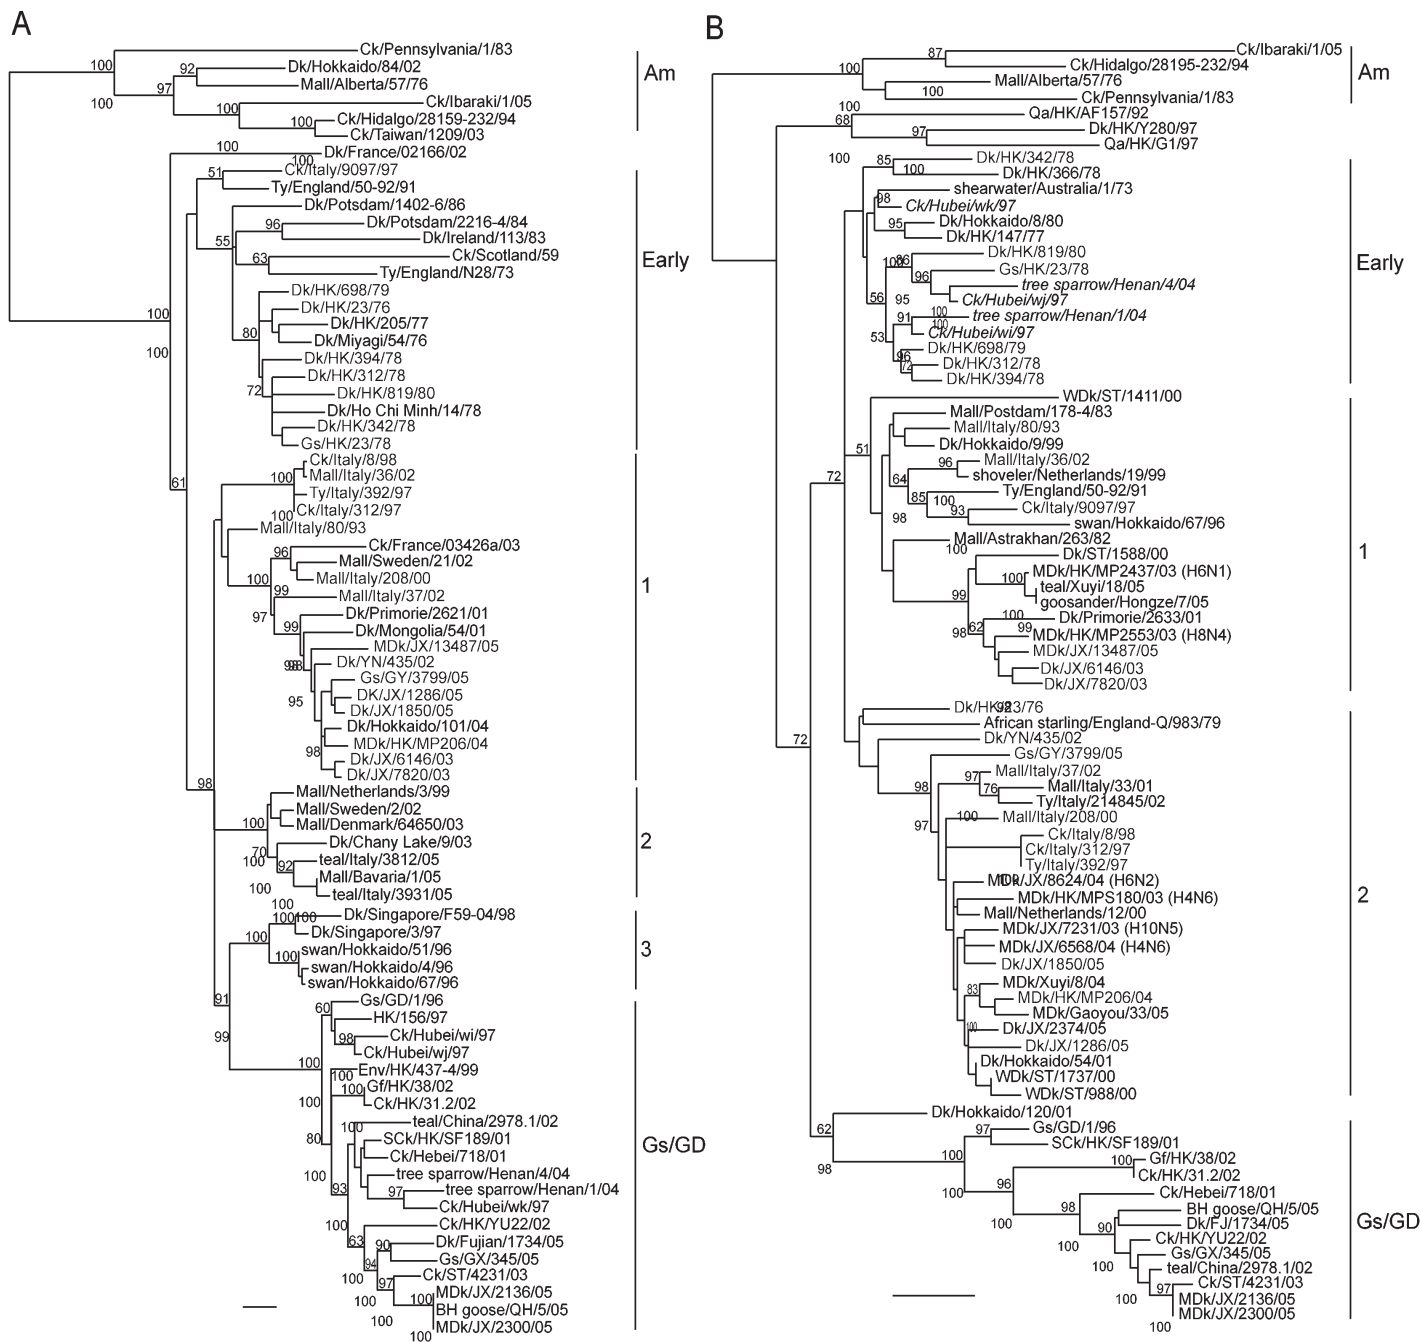 A
Ck/Pennsylvania/1/83
100
92
Dk/Hokkaido/84/02
Am
97
Mall/Alberta/57/76
100
100
Ck/Ibaraki/1/05
100
Ck/Hidalgo/28159-232/94
Ck/Taiwan/1209/03
100
Dk/France/02166/02
100
Ck/Italy/9097/97
51
Ty/England/50-92/91
Dk/Potsdam/1402-6/86
96
Dk/Potsdam/2216-4/84
55
Dk/Ireland/113/83
63
Ck/Scotland/59
Early
Ty/England/N28/73
Dk/HK/698/79
Dk/HK/23/76
100
Dk/HK/205/77
80
Dk/Miyagi/54/76
100
Dk/HK/394/78
Dk/HK/312/78
72
Dk/HK/819/80
Dk/Ho Chi Minh/14/78
Dk/HK/342/78
Gs/HK/23/78
Ck/Italy/8/98
100
Mall/Italy/36/02
61
Ty/Italy/392/97
100
Ck/Italy/312/97
Mall/Italy/80/93
96
Ck/France/03426a/03
Mall/Sweden/21/02
100
Mall/Italy/208/00
1
99
Mall/Italy/37/02
97
Dk/Primorie/2621/01
99
Dk/Mongolia/54/01
MDk/JX/13487/05
98
Dk/YN/435/02
Gs/GY/3799/05
95
DK/JX/1286/05
Dk/JX/1850/05
Dk/Hokkaido/101/04
98
MDk/HK/MP206/04
Dk/JX/6146/03
Dk/JX/7820/03
98
Mall/Netherlands/3/99
Mall/Sweden/2/02
100
Mall/Denmark/64650/03
2
70
Dk/Chany Lake/9/03
100
92
teal/Italy/3812/05
100
Mall/Bavaria/1/05
teal/Italy/3931/05
100
100
100
Dk/Singapore/F59-04/98
100
Dk/Singapore/3/97
100
swan/Hokkaido/51/96
3
swan/Hokkaido/4/96
swan/Hokkaido/67/96
91
60
Gs/GD/1/96
HK/156/97
99
98
Ck/Hubei/wi/97
Ck/Hubei/wj/97
100
100
Env/HK/437-4/99
100
Gf/HK/38/02
100
Ck/HK/31.2/02
100
teal/China/2978.1/02
80
SCk/HK/SF189/01
Gs/GD
Ck/Hebei/718/01
100
tree sparrow/Henan/4/04
93
97
tree sparrow/Henan/1/04
Ck/Hubei/wk/97
100
Ck/HK/YU22/02
63
90
Dk/Fujian/1734/05
94
Gs/GX/345/05
100
97
Ck/ST/4231/03
100
100
MDk/JX/2136/05
BH goose/QH/5/05
100
MDk/JX/2300/05
100
B
87
Ck/Ibaraki/1/05
100
Ck/Hidalgo/28195-232/94
Am
Mall/Alberta/57/76
100
Ck/Pennsylvania/1/83
100
Qa/HK/AF157/92
68
97
Dk/HK/Y280/97
Qa/HK/G1/97
100
85
Dk/HK/342/78
100
Dk/HK/366/78
shearwater/Australia/1/73
98
Ck/Hubei/wk/97
95
Dk/Hokkaido/8/80
Dk/HK/147/77
Dk/HK/819/80
100
86
Gs/HK/23/78
Early
96
tree sparrow/Henan/4/04
56
95
Ck/Hubei/wj/97
91
100
tree sparrow/Henan/1/04
100
53
Ck/Hubei/wi/97
Dk/HK/698/79
96
72
Dk/HK/312/78
Dk/HK/394/78
WDk/ST/1411/00
Mall/Postdam/178-4/83
Mall/Italy/80/93
51
Dk/Hokkaido/9/99
96
Mall/Italy/36/02
72
64
shoveler/Netherlands/19/99
85
Ty/England/50-92/91
100
93
Ck/Italy/9097/97
98
swan/Hokkaido/67/96
Mall/Astrakhan/263/82
100
Dk/ST/1588/00
1
100
MDk/HK/MP2437/03 (H6N1)
teal/Xuyi/18/05
99
goosander/Hongze/7/05
100
Dk/Primorie/2633/01
98
62
99
MDk/HK/MP2553/03 (H8N4)
MDk/JX/13487/05
Dk/JX/6146/03
Dk/JX/7820/03
Dk/HK/23/76
African starling/England-Q/983/79
72
Dk/YN/435/02
Gs/GY/3799/05
97
Mall/Italy/37/02
98
76
Mall/Italy/33/01
Ty/Italy/214845/02
97
100
Mall/Italy/208/00
Ck/Italy/8/98
Ck/Italy/312/97
Ty/Italy/392/97
MDk/JX/8624/04 (H6N2)
MDk/HK/MPS180/03 (H4N6)
2
Mall/Netherlands/12/00
MDk/JX/7231/03 (H10N5)
MDk/JX/6568/04 (H4N6)
Dk/JX/1850/05
83
MDk/Xuyi/8/04
MDk/HK/MP206/04
MDk/Gaoyou/33/05
100
Dk/JX/2374/05
Dk/JX/1286/05
Dk/Hokkaido/54/01
WDk/ST/1737/00
WDk/ST/988/00
Dk/Hokkaido/120/01
62
97
Gs/GD/1/96
SCk/HK/SF189/01
98
100
100
Gf/HK/38/02
Ck/HK/31.2/02
100
96
Ck/Hebei/718/01
98
BH goose/QH/5/05
100
90
Dk/FJ/1734/05
Gs/GD
100
Ck/HK/YU22/02
Gs/GX/345/05
100
teal/China/2978.1/02
97
Ck/ST/4231/03
100
MDk/JX/2136/05
MDk/JX/2300/05
100